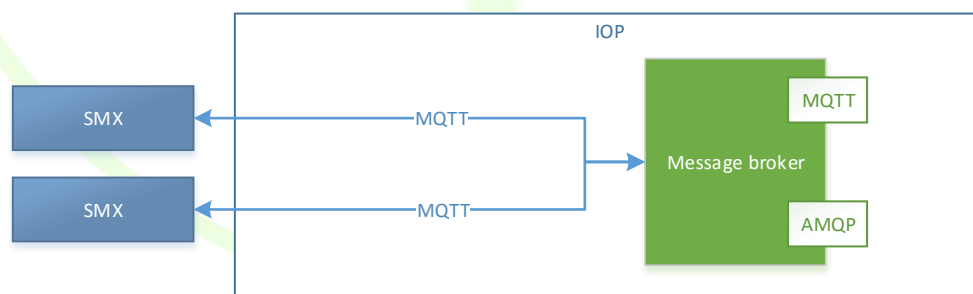 IOP
SMX
MQTT
MQTT
Message broker
SMX
MQTT
AMQP